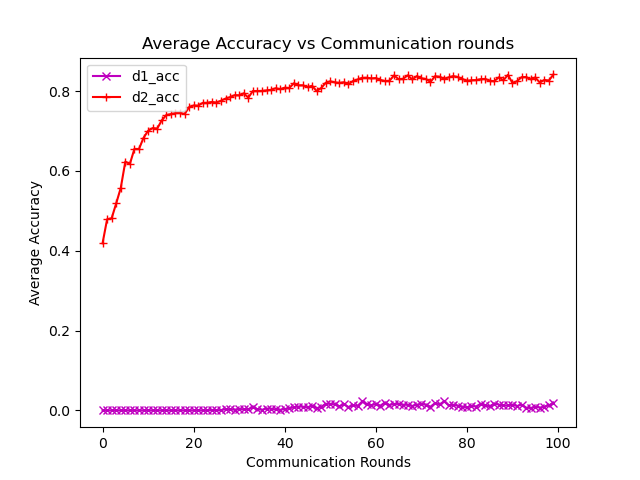 Average Accuracy vs Communication rounds
d1_acc
d2_acc
Average Accuracy
0.8
0.6
0.4
0.2
0.0
0 20 40 60 80 100
Communication Rounds